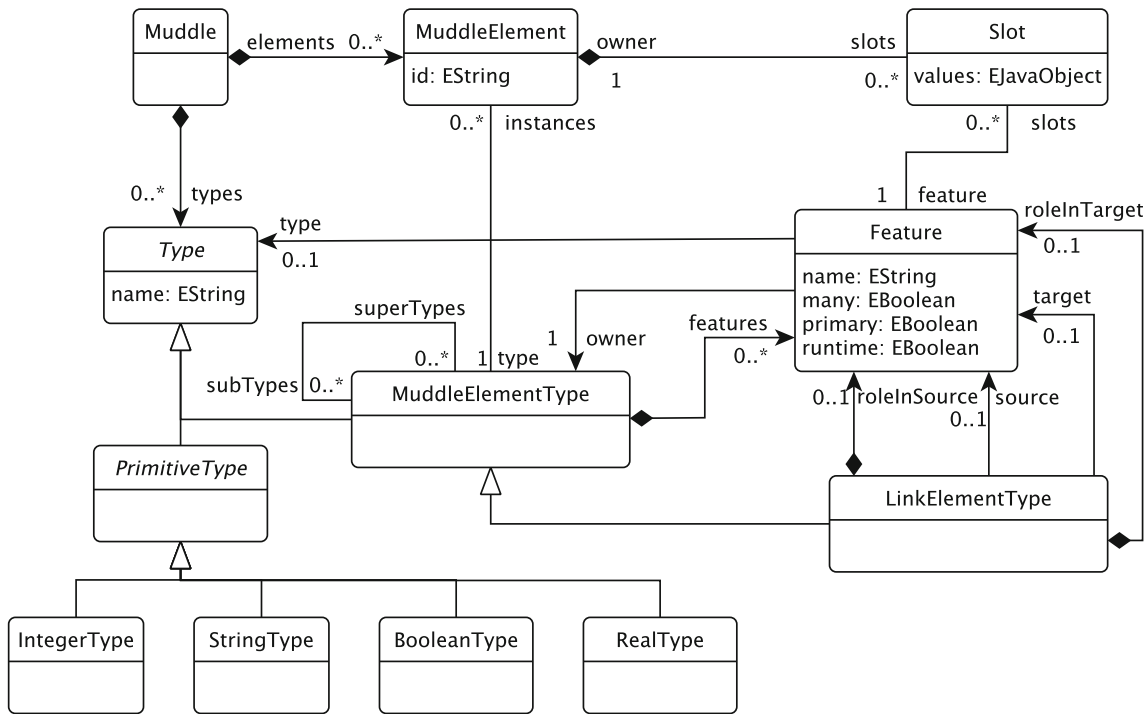 Muddle
elements 0..*
MuddleElement
id: EString
owner
1
slots
0..*
Slot
values: EJavaObject
0..* instances
0..* slots
0..* types
1 feature
type
0..1
Type
name: EString
Feature
name: EString
many: EBoolean
primary: EBoolean
runtime: EBoolean
roleInTarget
0..1
target
0..1
superTypes
0..*
subTypes 0..*
1 type
1 owner
features
0..*
MuddleElementType
0..1 roleInSource
source
0..1
PrimitiveType
LinkElementType
IntegerType
StringType
BooleanType
RealType